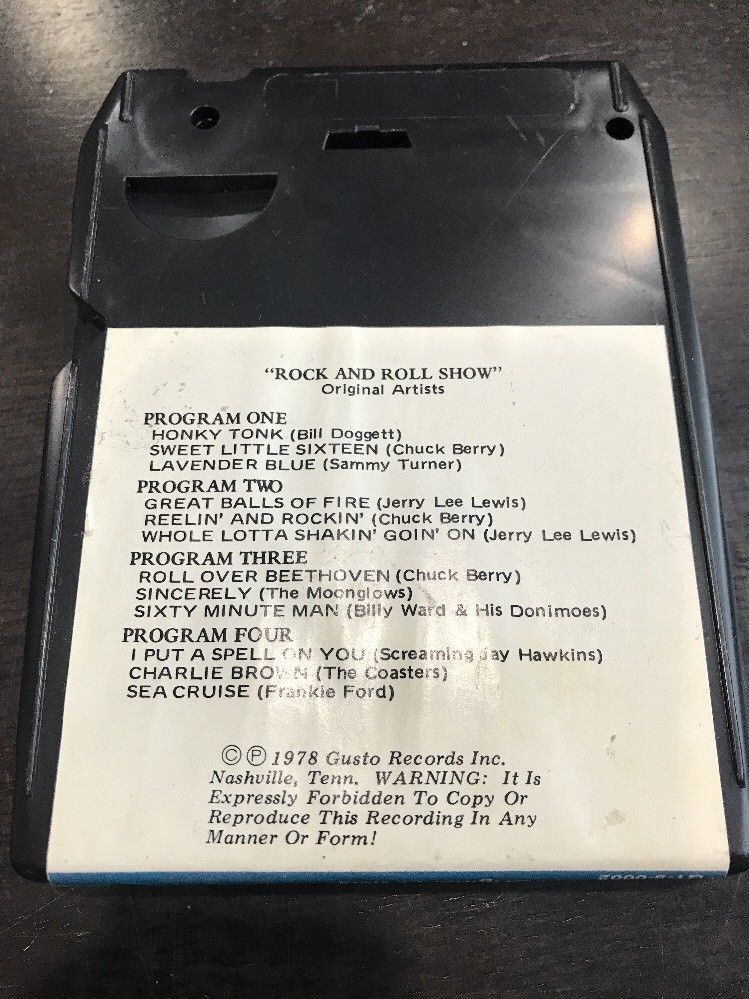 "ROCK AND ROLL SHOW"
Original Artists
PROGRAM ONE
HONKY TONK (Bill Doggett)
SWEET LITTLE SIXTEEN (Chuck Berry)
LAVENDER BLUE (Sammy Turner)
PROGRAM TWO
GREAT BALLS OF FIRE (Jerry Lee Lewis)
REELIN' AND ROCKIN' (Chuck Berry)
WHOLE LOTTA SHAKIN' GOIN' ON (Jerry Lee Lewis)
PROGRAM THREE
ROLL OVER BEETHOVEN (Chuck Berry)
SINCERELY (The Moonglows)
SIXTY MINUTE MAN (Billy Ward & His Donimoes)
PROGRAM FOUR
I PUT A SPELL ON YOU (Screaming Jay Hawkins)
CHARLIE BROWN (The Coasters)
SEA CRUISE (Frankie Ford)
© ℗ 1978 Gusto Records Inc.
Nashville, Tenn. WARNING: It Is
Expressly Forbidden To Copy Or
Reproduce This Recording In Any
Manner Or Form!